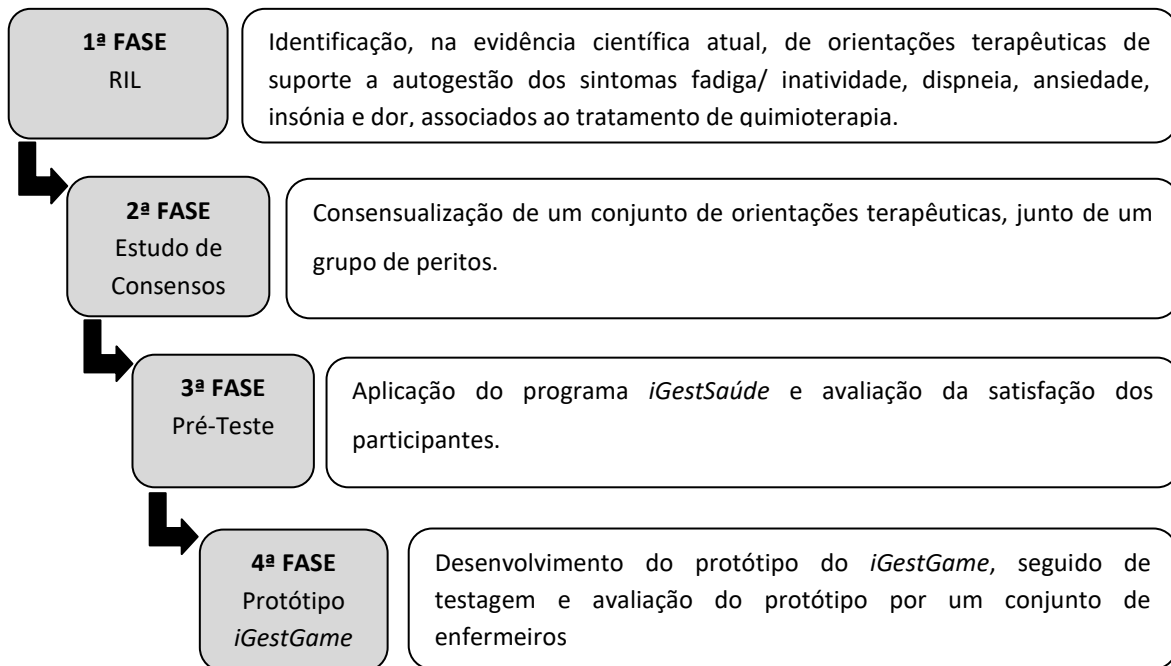 1ª FASE
RIL
Identificação, na evidência científica atual, de orientações terapêuticas de
suporte a autogestão dos sintomas fadiga/ inatividade, dispneia, ansiedade,
insónia e dor, associados ao tratamento de quimioterapia.
2ª FASE
Estudo de
Consensos
Consensualização de um conjunto de orientações terapêuticas, junto de um
grupo de peritos.
3ª FASE
Pré-Teste
Aplicação do programa iGestSaúde e avaliação da satisfação dos
participantes.
4ª FASE
Protótipo
iGestGame
Desenvolvimento do protótipo do iGestGame, seguido de
testagem e avaliação do protótipo por um conjunto de
enfermeiros